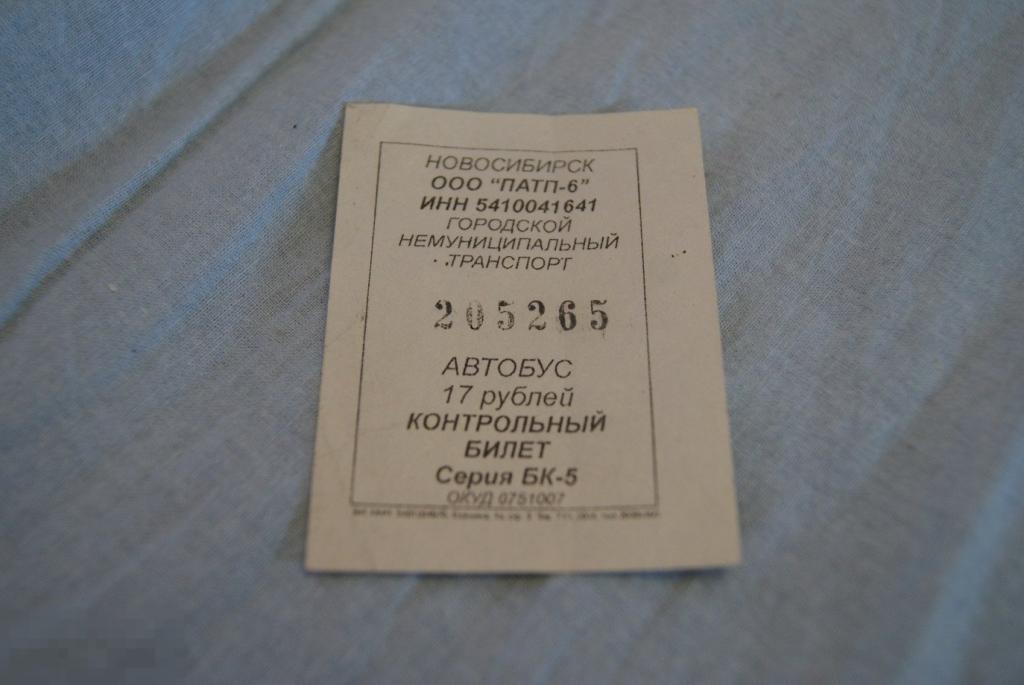 НОВОСИБИРСК
ООО "ПАТП-6"
ИНН 5410041641
ГОРОДСКОЙ
НЕМУНИЦИПАЛЬНЫЙ
ТРАНСПОРТ
205265
АВТОБУС
17 рублей
КОНТРОЛЬНЫЙ
БИЛЕТ
Серия БК-5
ОКУД 0751007